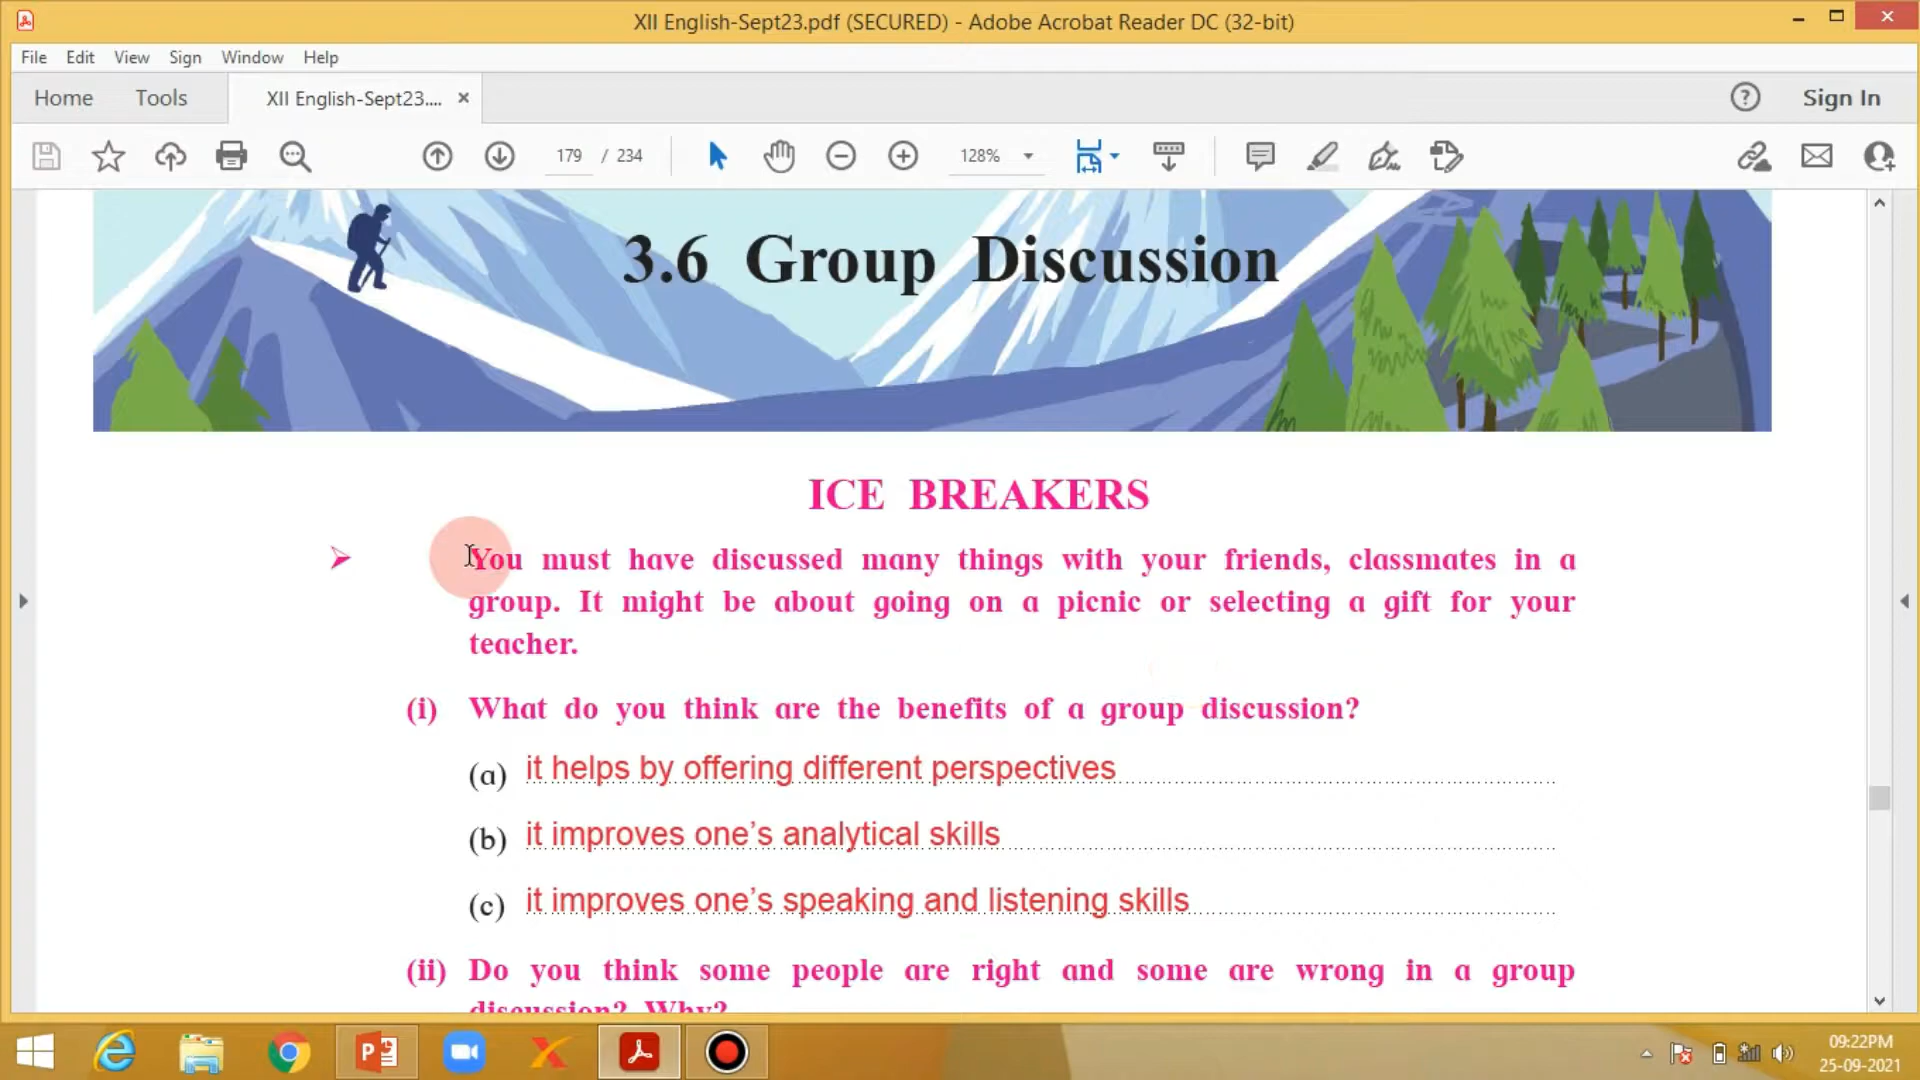 XII English-Sept23.pdf (SECURED) - Adobe Acrobat Reader DC (32-bit)
File Edit View Sign Window Help
Home Tools XII English-Sept23.... Sign In
179 / 234 128%
3.6 Group Discussion
ICE BREAKERS
You must have discussed many things with your friends, classmates in a
group. It might be about going on a picnic or selecting a gift for your
teacher.
(i) What do you think are the benefits of a group discussion?
(a) it helps by offering different perspectives
(b) it improves one’s analytical skills
(c) it improves one’s speaking and listening skills
(ii) Do you think some people are right and some are wrong in a group
discussion? Why?
09:22PM
25-09-2021